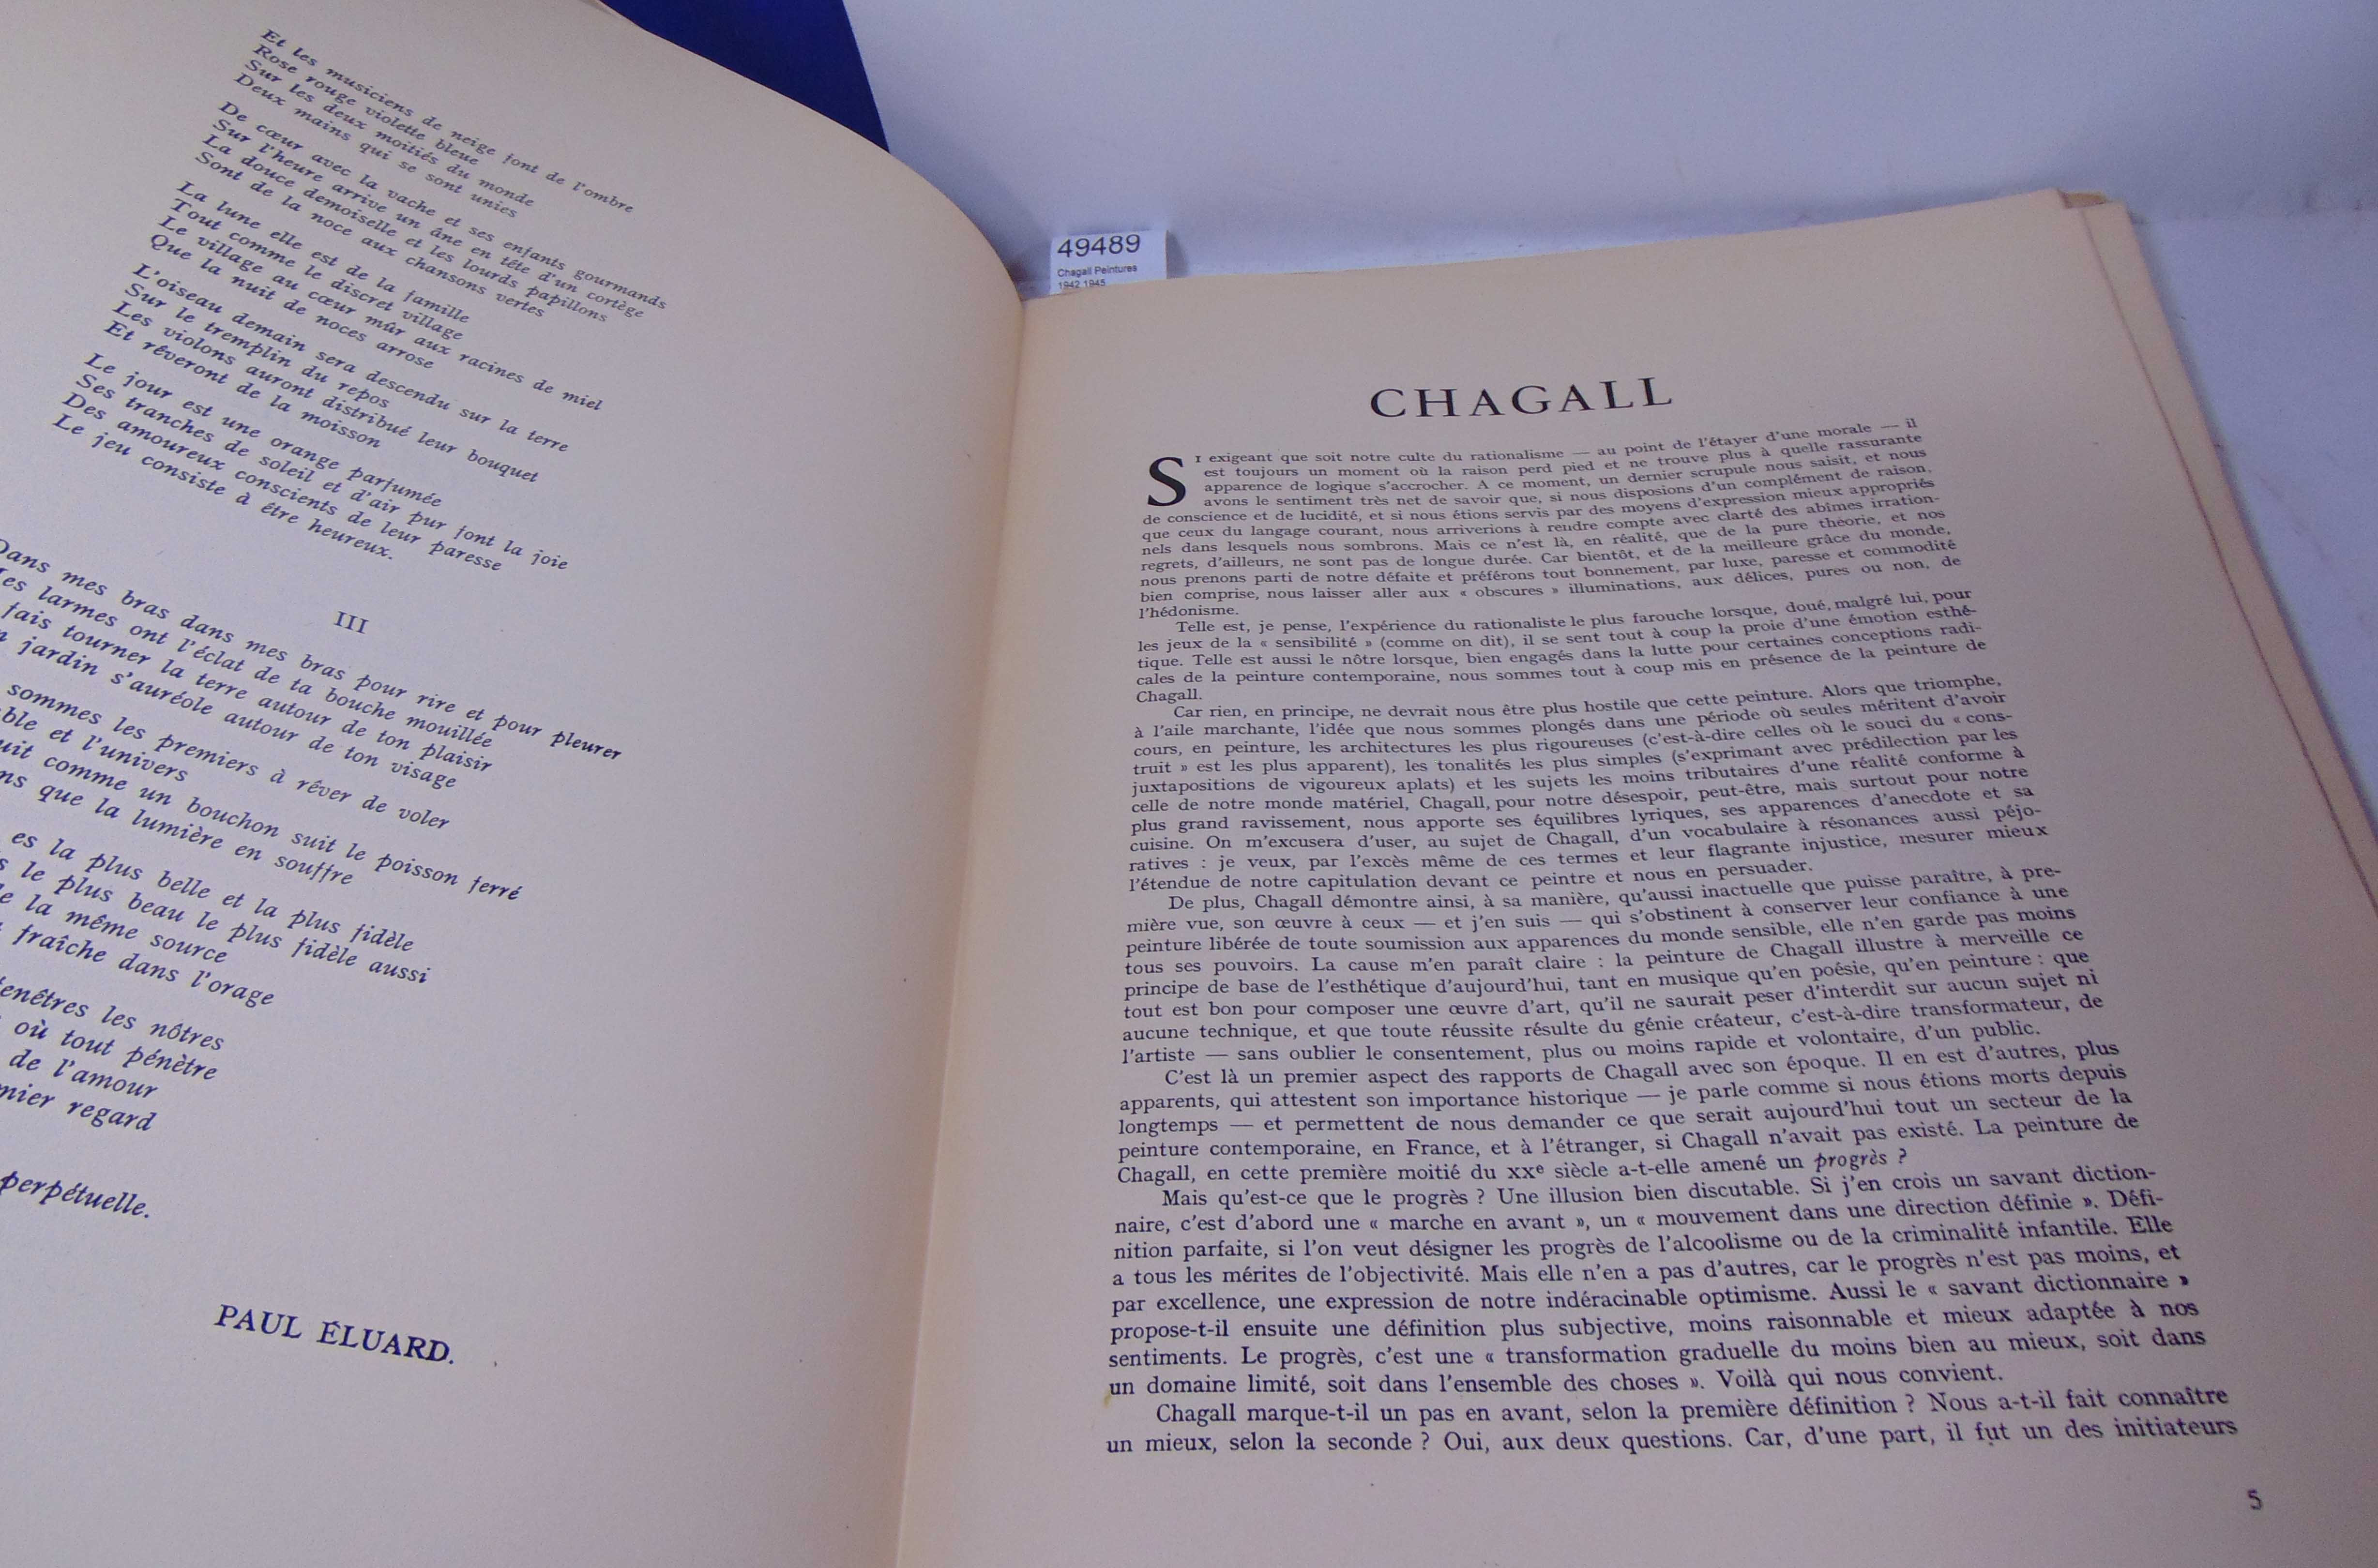 Et les musiciens de neige font de l'ombre
Rose rouge violette bleue
Sur les deux moitiés du monde
Deux mains qui se sont unies
De cœur avec la vache et ses enfants gourmands
Sur l'heure arrive un âne en tête d'un cortège
La douce demoiselle et les lourds papillons
Sont de la noce aux chansons vertes
La lune elle est de la famille
Tout comme le discret village
Le village au cœur mûr aux racines de miel
Que la nuit de noces arrose
L'oiseau demain sera descendu sur la terre
Sur le tremplin du repos
Les violons auront distribué leur bouquet
Et rêveront de la moisson
Le jour est une orange parfumée
Ses tranches de soleil et d'air pur font la joie
Des amoureux conscients de leur paresse
Le jeu consiste à être heureux.
III
Dans mes bras dans mes bras pour rire et pour pleurer
larmes ont l'éclat de ta bouche mouillée
fais tourner la terre autour de ton plaisir
jardin s'auréole autour de ton visage
sommes les premiers à rêver de voler
et l'univers
comme un bouchon suit le poisson ferré
que la lumière en souffre
es la plus belle et la plus fidèle
le plus beau le plus fidèle aussi
la même source
fraîche dans l'orage
les nôtres
où tout pénètre
de l'amour
regard
perpétuelle.
PAUL ÉLUARD.
49489
Chagall Peintures
1942 1945
CHAGALL
SI exigeant que soit notre culte du rationalisme — au point de l'étayer d'une morale — il
est toujours un moment où la raison perd pied et ne trouve plus à quelle rassurante
apparence de logique s'accrocher. A ce moment, un dernier scrupule nous saisit, et nous
avons le sentiment très net de savoir que, si nous disposions d'un complément de raison,
de conscience et de lucidité, et si nous étions servis par des moyens d'expression mieux appropriés
que ceux du langage courant, nous arriverions à rendre compte avec clarté des abîmes irration-
nels dans lesquels nous sombrons. Mais ce n'est là, en réalité, que de la pure théorie, et nos
regrets, d'ailleurs, ne sont pas de longue durée. Car bientôt, et de la meilleure grâce du monde,
nous prenons parti de notre défaite et préférons tout bonnement, par luxe, paresse et commodité
bien comprise, nous laisser aller aux « obscures » illuminations, aux délices, pures ou non, de
l'hédonisme.
Telle est, je pense, l'expérience du rationaliste le plus farouche lorsque, doué, malgré lui, pour
les jeux de la « sensibilité » (comme on dit), il se sent tout à coup la proie d'une émotion esthé-
tique. Telle est aussi le nôtre lorsque, bien engagés dans la lutte pour certaines conceptions radi-
cales de la peinture contemporaine, nous sommes tout à coup mis en présence de la peinture de
Chagall.
Car rien, en principe, ne devrait nous être plus hostile que cette peinture. Alors que triomphe,
à l'aile marchante, l'idée que nous sommes plongés dans une période où seules méritent d'avoir
cours, en peinture, les architectures les plus rigoureuses (c'est-à-dire celles où le souci du « cons-
truit » est les plus apparent), les tonalités les plus simples (s'exprimant avec prédilection par les
juxtapositions de vigoureux aplats) et les sujets les moins tributaires d'une réalité conforme à
celle de notre monde matériel, Chagall, pour notre désespoir, peut-être, mais surtout pour notre
plus grand ravissement, nous apporte ses équilibres lyriques, ses apparences d'anecdote et sa
cuisine. On m'excusera d'user, au sujet de Chagall, d'un vocabulaire à résonances aussi péjo-
ratives : je veux, par l'excès même de ces termes et leur flagrante injustice, mesurer mieux
l'étendue de notre capitulation devant ce peintre et nous en persuader.
De plus, Chagall démontre ainsi, à sa manière, qu'aussi inactuelle que puisse paraître, à pre-
mière vue, son œuvre à ceux — et j'en suis — qui s'obstinent à conserver leur confiance à une
peinture libérée de toute soumission aux apparences du monde sensible, elle n'en garde pas moins
tous ses pouvoirs. La cause m'en paraît claire : la peinture de Chagall illustre à merveille ce
principe de base de l'esthétique d'aujourd'hui, tant en musique qu'en poésie, qu'en peinture : que
tout est bon pour composer une œuvre d'art, qu'il ne saurait peser d'interdit sur aucun sujet ni
aucune technique, et que toute réussite résulte du génie créateur, c'est-à-dire transformateur, de
l'artiste — sans oublier le consentement, plus ou moins rapide et volontaire, d'un public.
C'est là un premier aspect des rapports de Chagall avec son époque. Il en est d'autres, plus
apparents, qui attestent son importance historique — je parle comme si nous étions morts depuis
longtemps — et permettent de nous demander ce que serait aujourd'hui tout un secteur de la
peinture contemporaine, en France, et à l'étranger, si Chagall n'avait pas existé. La peinture de
Chagall, en cette première moitié du XXe siècle a-t-elle amené un progrès ?
Mais qu'est-ce que le progrès ? Une illusion bien discutable. Si j'en crois un savant diction-
naire, c'est d'abord une « marche en avant », un « mouvement dans une direction définie ». Défi-
nition parfaite, si l'on veut désigner les progrès de l'alcoolisme ou de la criminalité infantile. Elle
a tous les mérites de l'objectivité. Mais elle n'en a pas d'autres, car le progrès n'est pas moins, et
par excellence, une expression de notre indéracinable optimisme. Aussi le « savant dictionnaire »
propose-t-il ensuite une définition plus subjective, moins raisonnable et mieux adaptée à nos
sentiments. Le progrès, c'est une « transformation graduelle du moins bien au mieux, soit dans
un domaine limité, soit dans l'ensemble des choses ». Voilà qui nous convient.
Chagall marque-t-il un pas en avant, selon la première définition ? Nous a-t-il fait connaître
un mieux, selon la seconde ? Oui, aux deux questions. Car, d'une part, il fut un des initiateurs
5